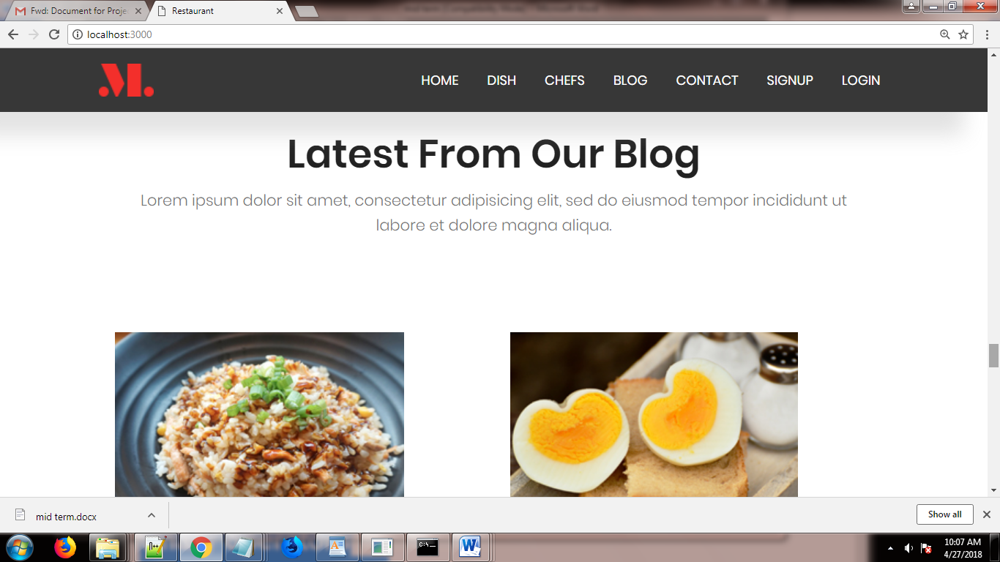 Fwd: Document for Proje
Restaurant
localhost:3000
M.
HOME DISH CHEFS BLOG CONTACT SIGNUP LOGIN
Latest From Our Blog
Lorem ipsum dolor sit amet, consectetur adipisicing elit, sed do eiusmod tempor incididunt ut
labore et dolore magna aliqua.
mid term.docx
Show all
10:07 AM
4/27/2018